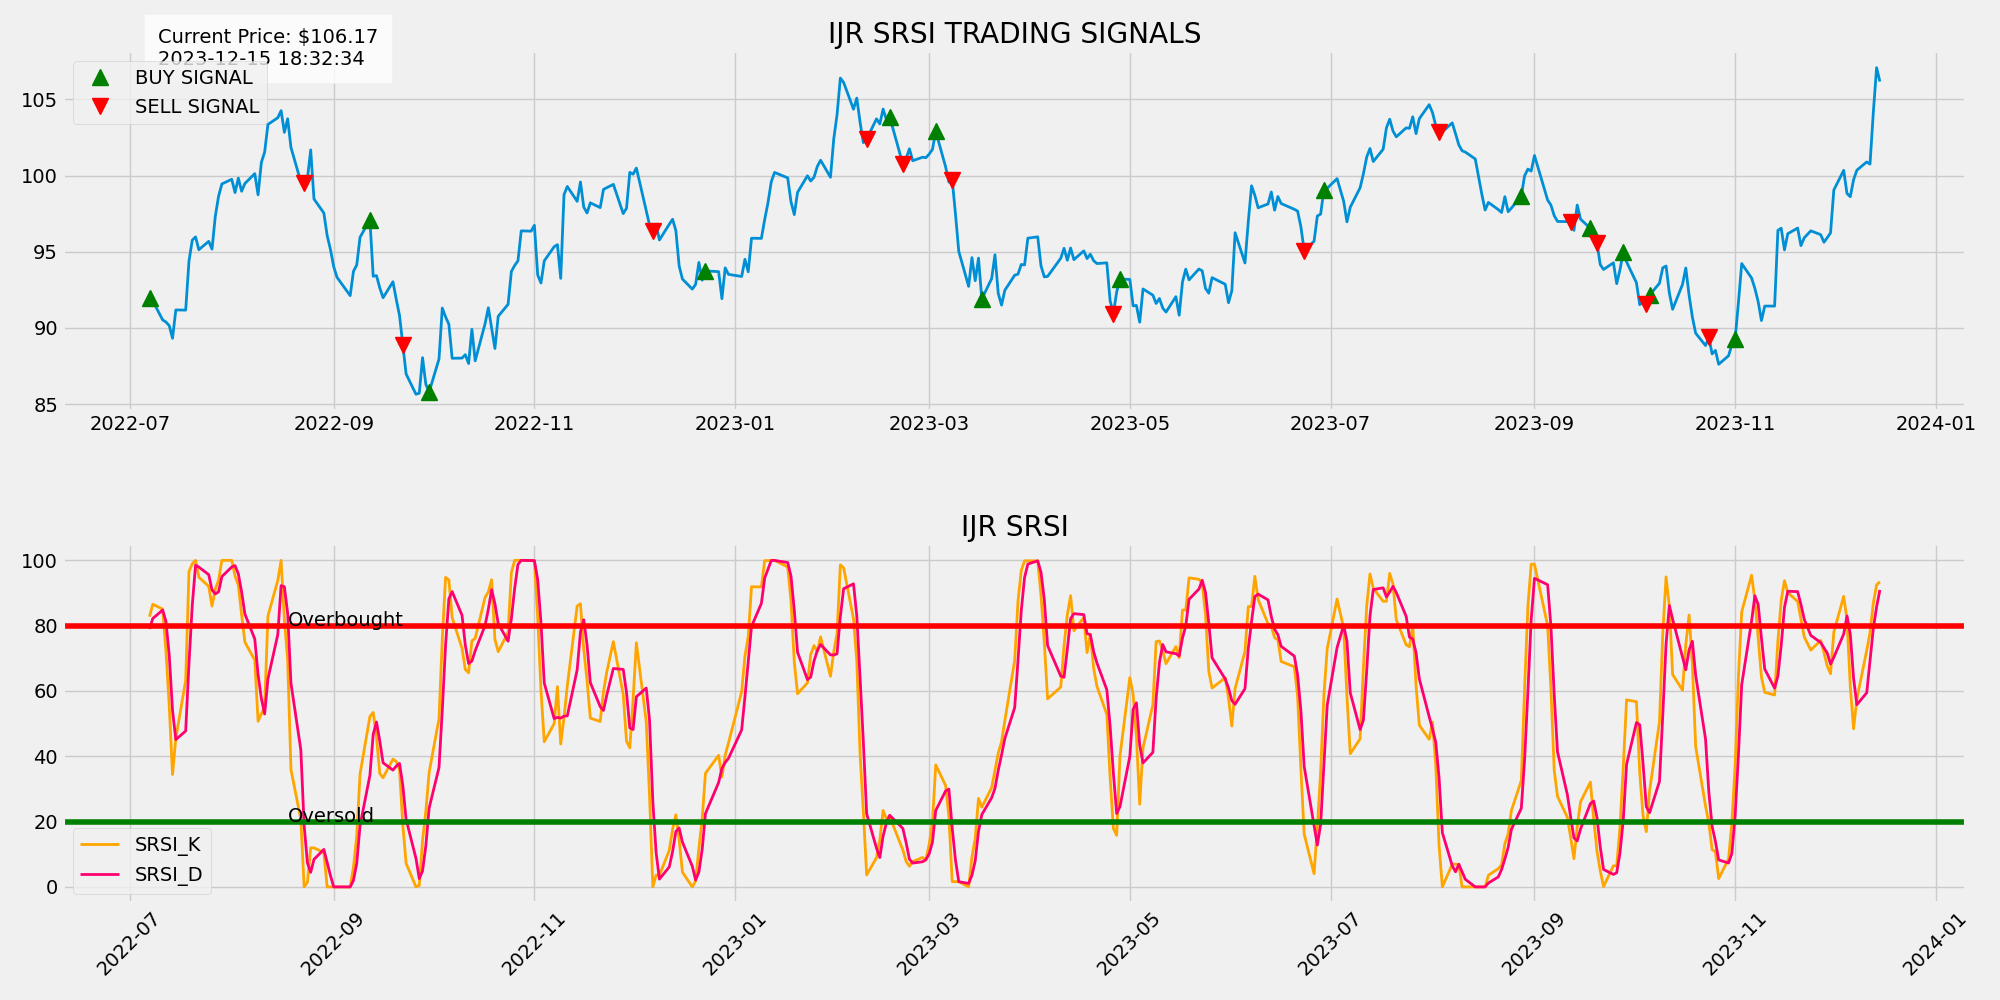 IJR SRSI TRADING SIGNALS
Current Price: $106.17
2023-12-15 18:32:34
BUY SIGNAL
SELL SIGNAL
105
100
95
90
85
2022-07 2022-09 2022-11 2023-01 2023-03 2023-05 2023-07 2023-09 2023-11 2024-01
IJR SRSI
100
Overbought
80
60
40
Oversold
20
SRSI_K
SRSI_D
0
2022-07 2022-09 2022-11 2023-01 2023-03 2023-05 2023-07 2023-09 2023-11 2024-01